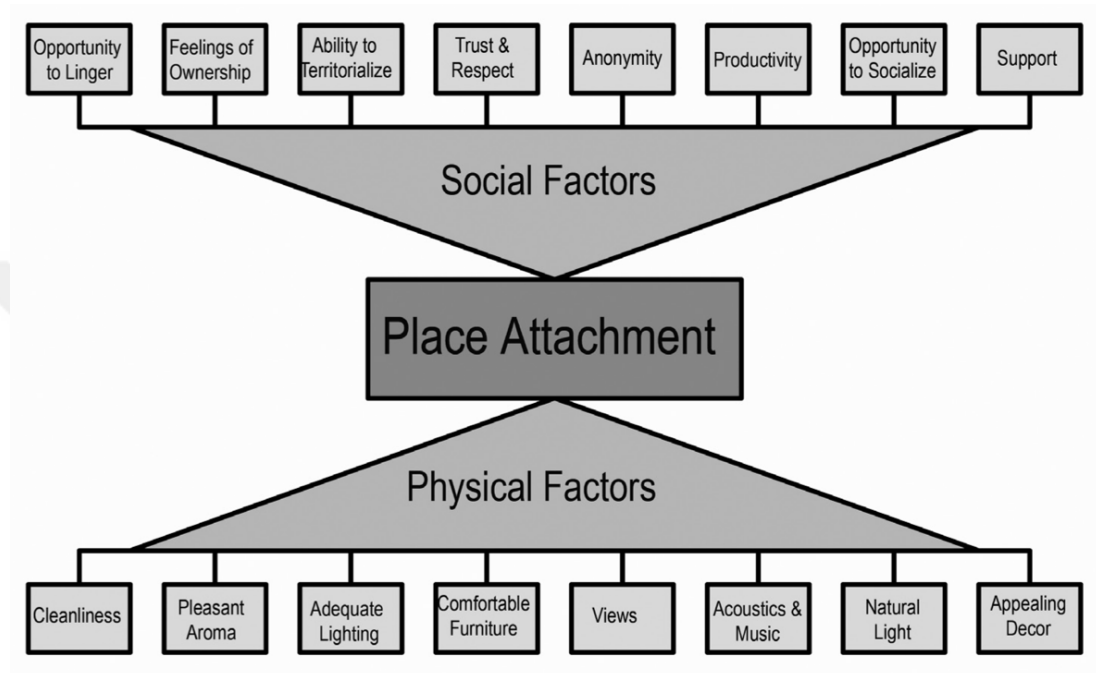 Opportunity
to Linger
Feelings of
Ownership
Ability to
Territorialize
Trust &
Respect
Anonymity
Productivity
Opportunity
to Socialize
Support
Social Factors
Place Attachment
Physical Factors
Cleanliness
Pleasant
Aroma
Adequate
Lighting
Comfortable
Furniture
Views
Acoustics &
Music
Natural
Light
Appealing
Decor